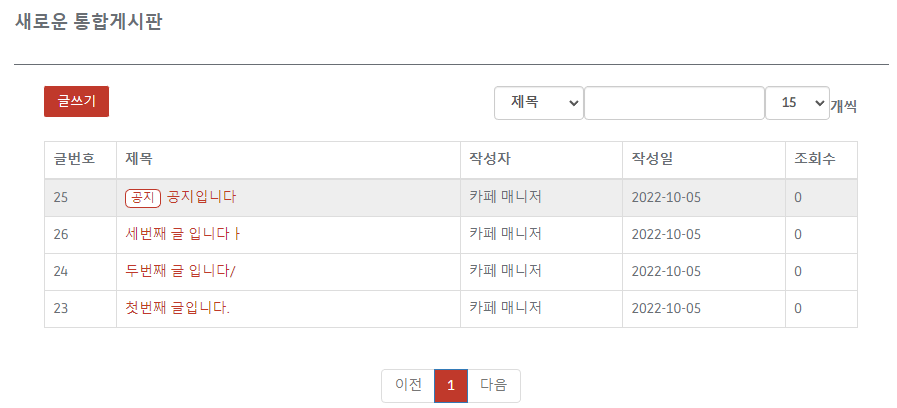 새로운 통합게시판
글쓰기 제목 15 개씩
글번호 제목 작성자 작성일 조회수
25 공지 공지입니다 카페 매니저 2022-10-05 0
26 세번째 글 입니다ㅏ 카페 매니저 2022-10-05 0
24 두번째 글 입니다/ 카페 매니저 2022-10-05 0
23 첫번째 글입니다. 카페 매니저 2022-10-05 0
이전 1 다음